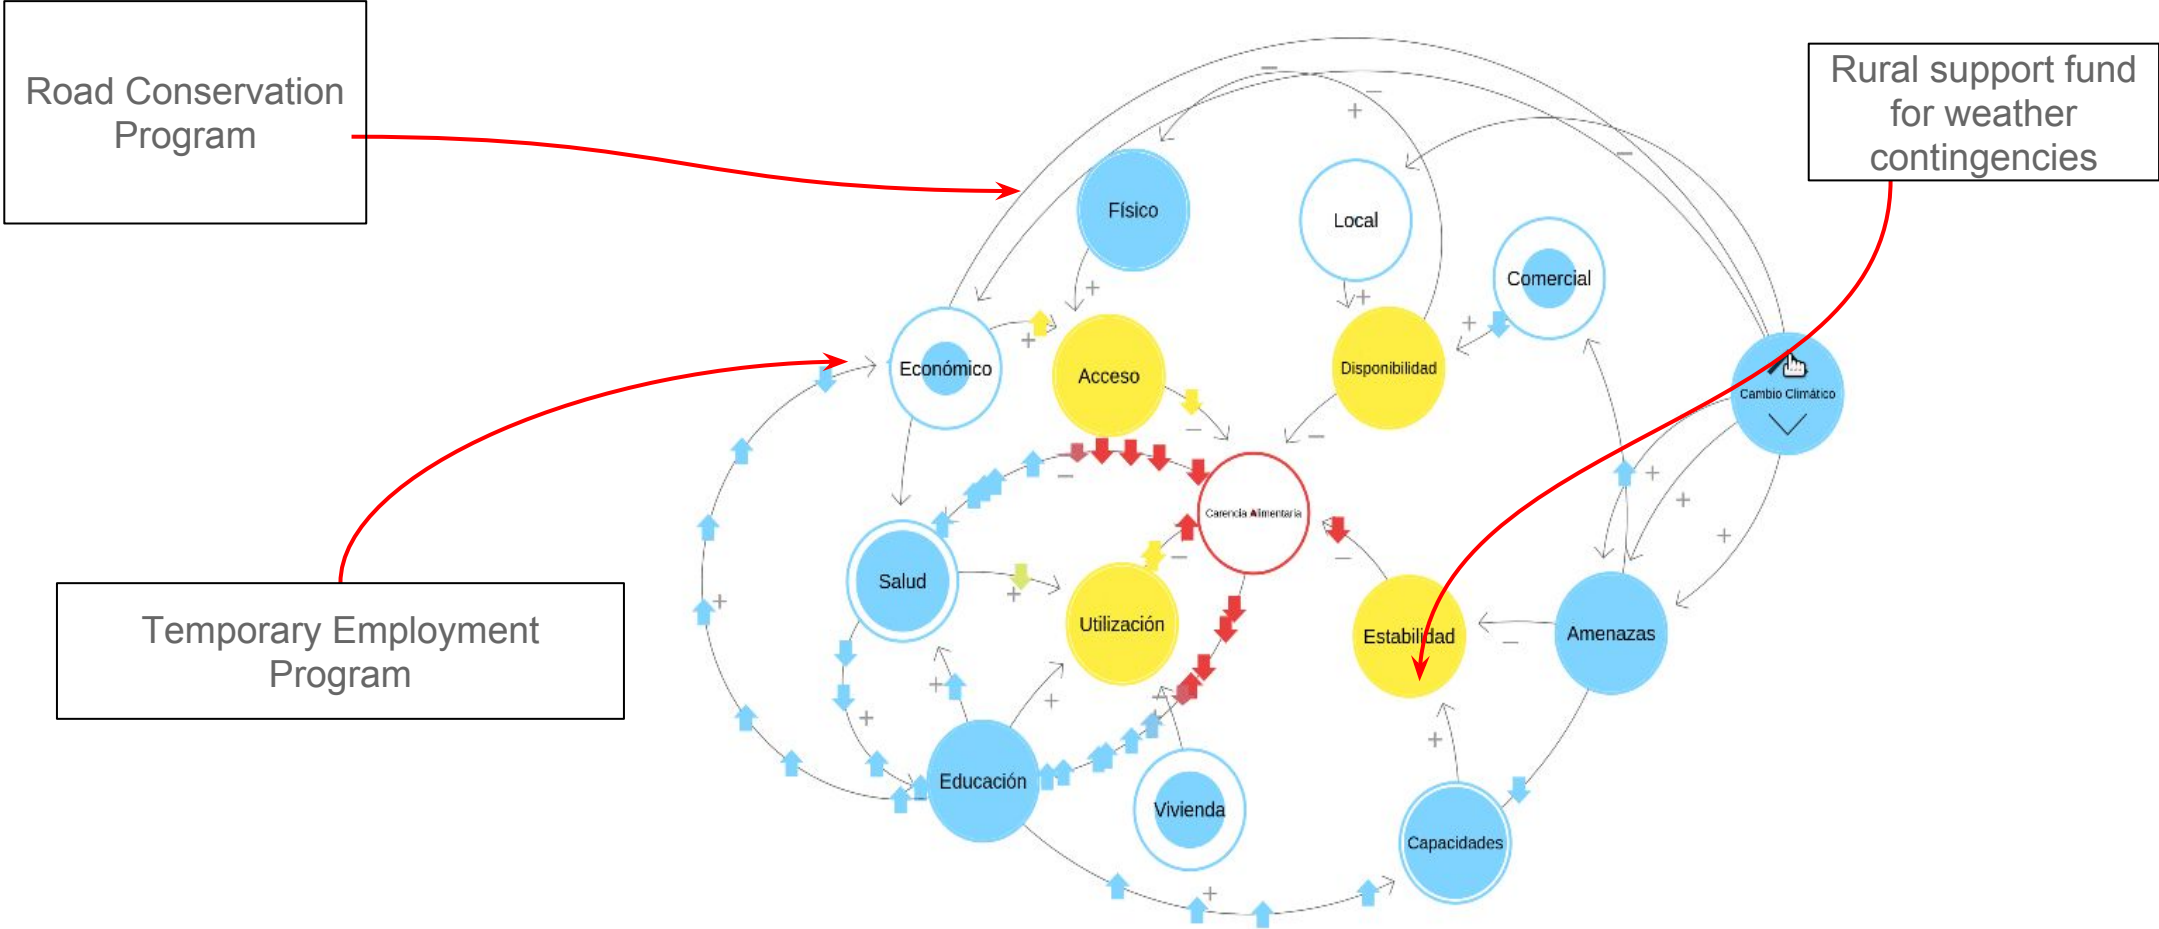 Road Conservation
Program
Rural support fund
for weather
contingencies
Físico
Local
Comercial
Económico
Acceso
Disponibilidad
Cambio Climático
Carencia Alimentaria
Salud
Utilización
Estabilidad
Amenazas
Temporary Employment
Program
Educación
Vivienda
Capacidades